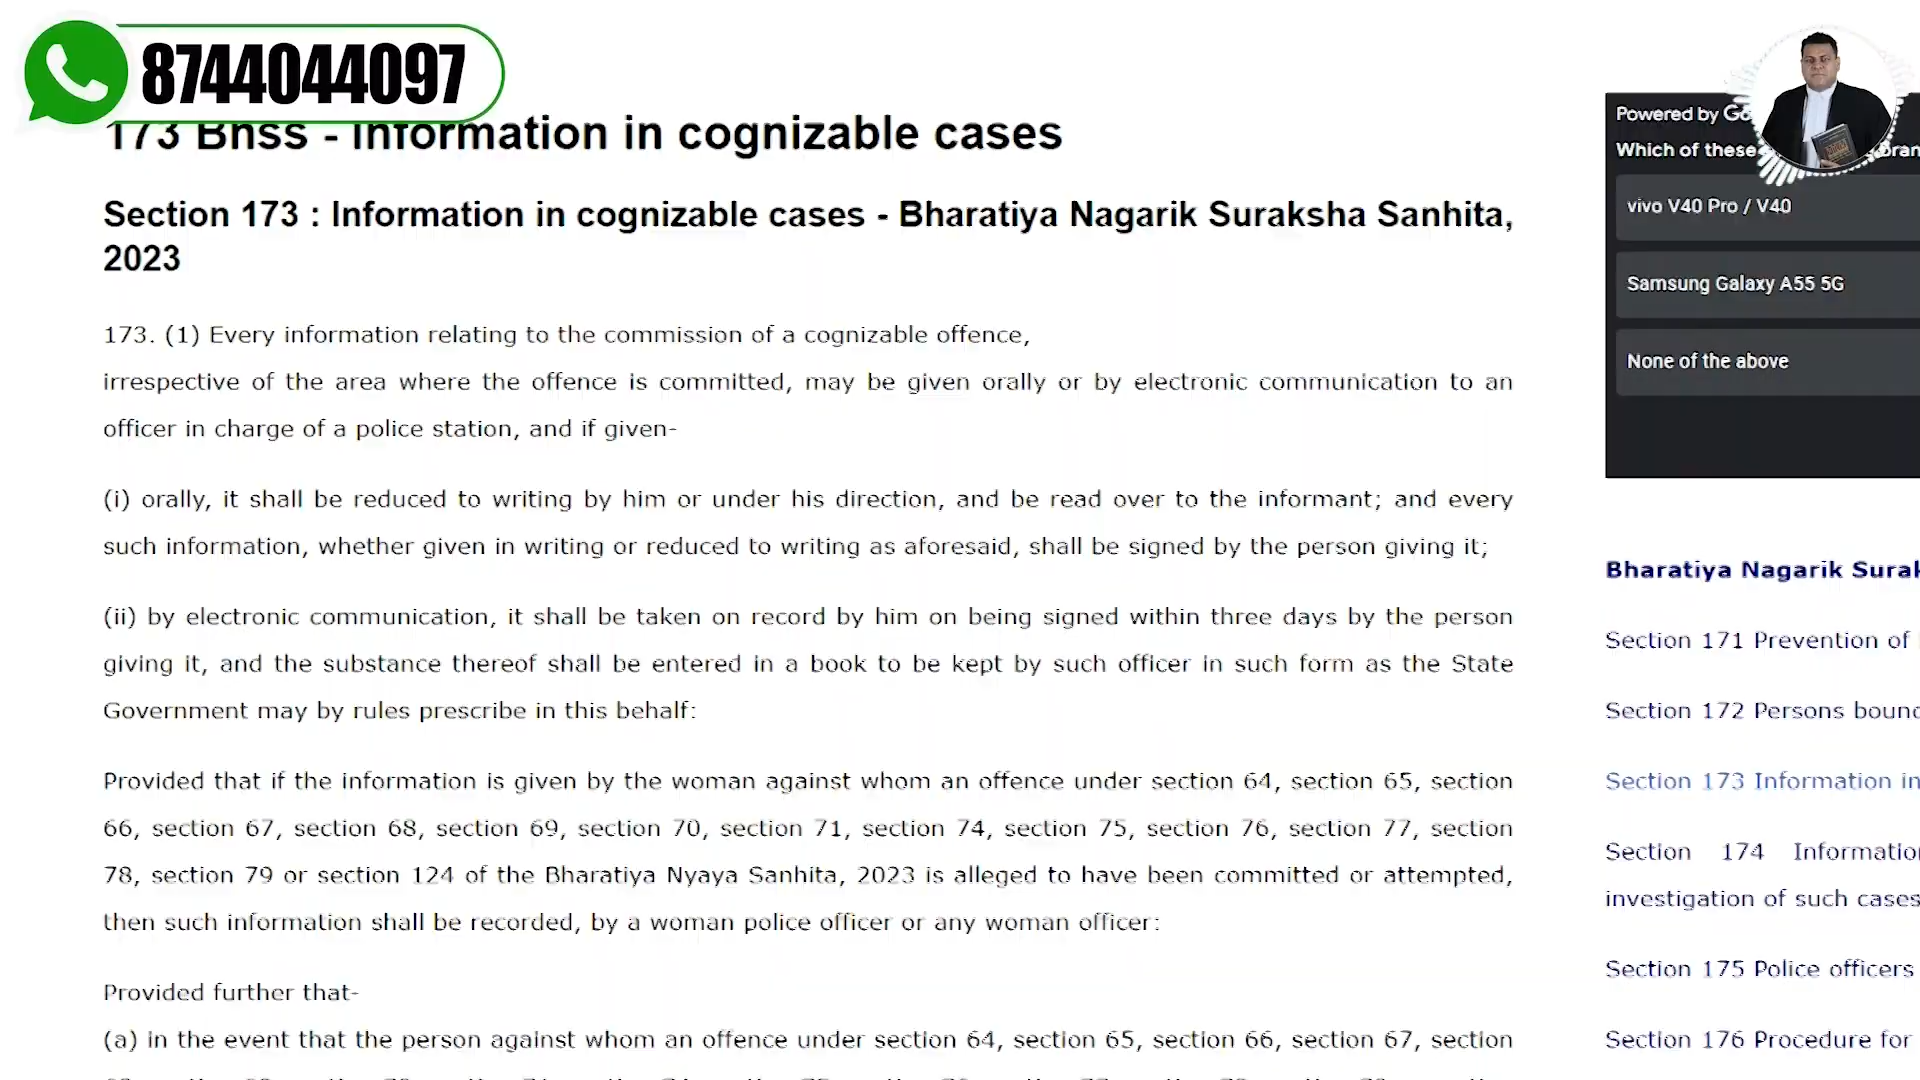 8744044097
173 Bnss - Information in cognizable cases
Section 173 : Information in cognizable cases - Bharatiya Nagarik Suraksha Sanhita,
2023
173. (1) Every information relating to the commission of a cognizable offence,
irrespective of the area where the offence is committed, may be given orally or by electronic communication to an
officer in charge of a police station, and if given-
(i) orally, it shall be reduced to writing by him or under his direction, and be read over to the informant; and every
such information, whether given in writing or reduced to writing as aforesaid, shall be signed by the person giving it;
(ii) by electronic communication, it shall be taken on record by him on being signed within three days by the person
giving it, and the substance thereof shall be entered in a book to be kept by such officer in such form as the State
Government may by rules prescribe in this behalf:
Provided that if the information is given by the woman against whom an offence under section 64, section 65, section
66, section 67, section 68, section 69, section 70, section 71, section 74, section 75, section 76, section 77, section
78, section 79 or section 124 of the Bharatiya Nyaya Sanhita, 2023 is alleged to have been committed or attempted,
then such information shall be recorded, by a woman police officer or any woman officer:
Provided further that-
(a) in the event that the person against whom an offence under section 64, section 65, section 66, section 67, section
Powered by
Which of these
vivo V40 Pro / V40
Samsung Galaxy A55 5G
None of the above
Bharatiya Nagarik
Section 171 Prevention of
Section 172 Persons
Section 173 Information in
Section 174
investigation of such cases
Section 175 Police officers
Section 176 Procedure for